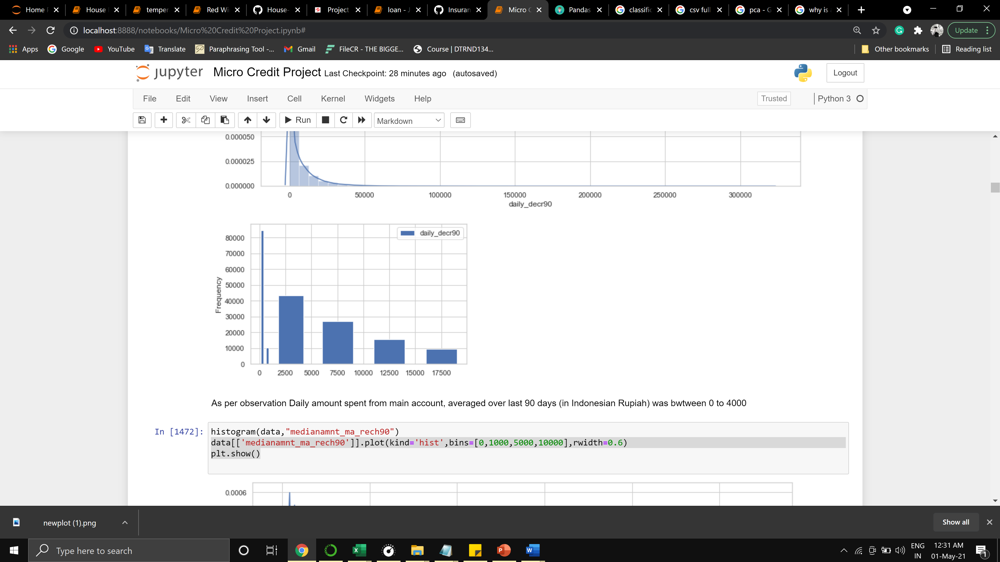 Home
House
temper
Red Wi
House-
Project
loan - J
Insuran
Micro C
Pandas
classific
csv full
pca - G
why is
localhost:8888/notebooks/Micro%20Credit%20Project.ipynb#
Update
Apps
Google
YouTube
Translate
Paraphrasing Tool -...
Gmail
FileCR - THE BIGGE...
Course | DTRND134...
Other bookmarks
Reading list
jupyter Micro Credit Project Last Checkpoint: 28 minutes ago (autosaved)
Logout
File Edit View Insert Cell Kernel Widgets Help
Trusted
Python 3
Run
Markdown
0.000050
0.000025
0.000000
0 50000 100000 150000 200000 250000 300000
daily_decr90
daily_decr90
80000
70000
60000
50000
40000
30000
20000
10000
0
Frequency
0 2500 5000 7500 10000 12500 15000 17500
As per observation Daily amount spent from main account, averaged over last 90 days (in Indonesian Rupiah) was bwtween 0 to 4000
In [1472]:
histogram(data,"medianamnt_ma_rech90")
data[['medianamnt_ma_rech90']].plot(kind='hist',bins=[0,1000,5000,10000],rwidth=0.6)
plt.show()
0.0006
newplot (1).png
Show all
Type here to search
ENG
IN
12:31 AM
01-May-21
1